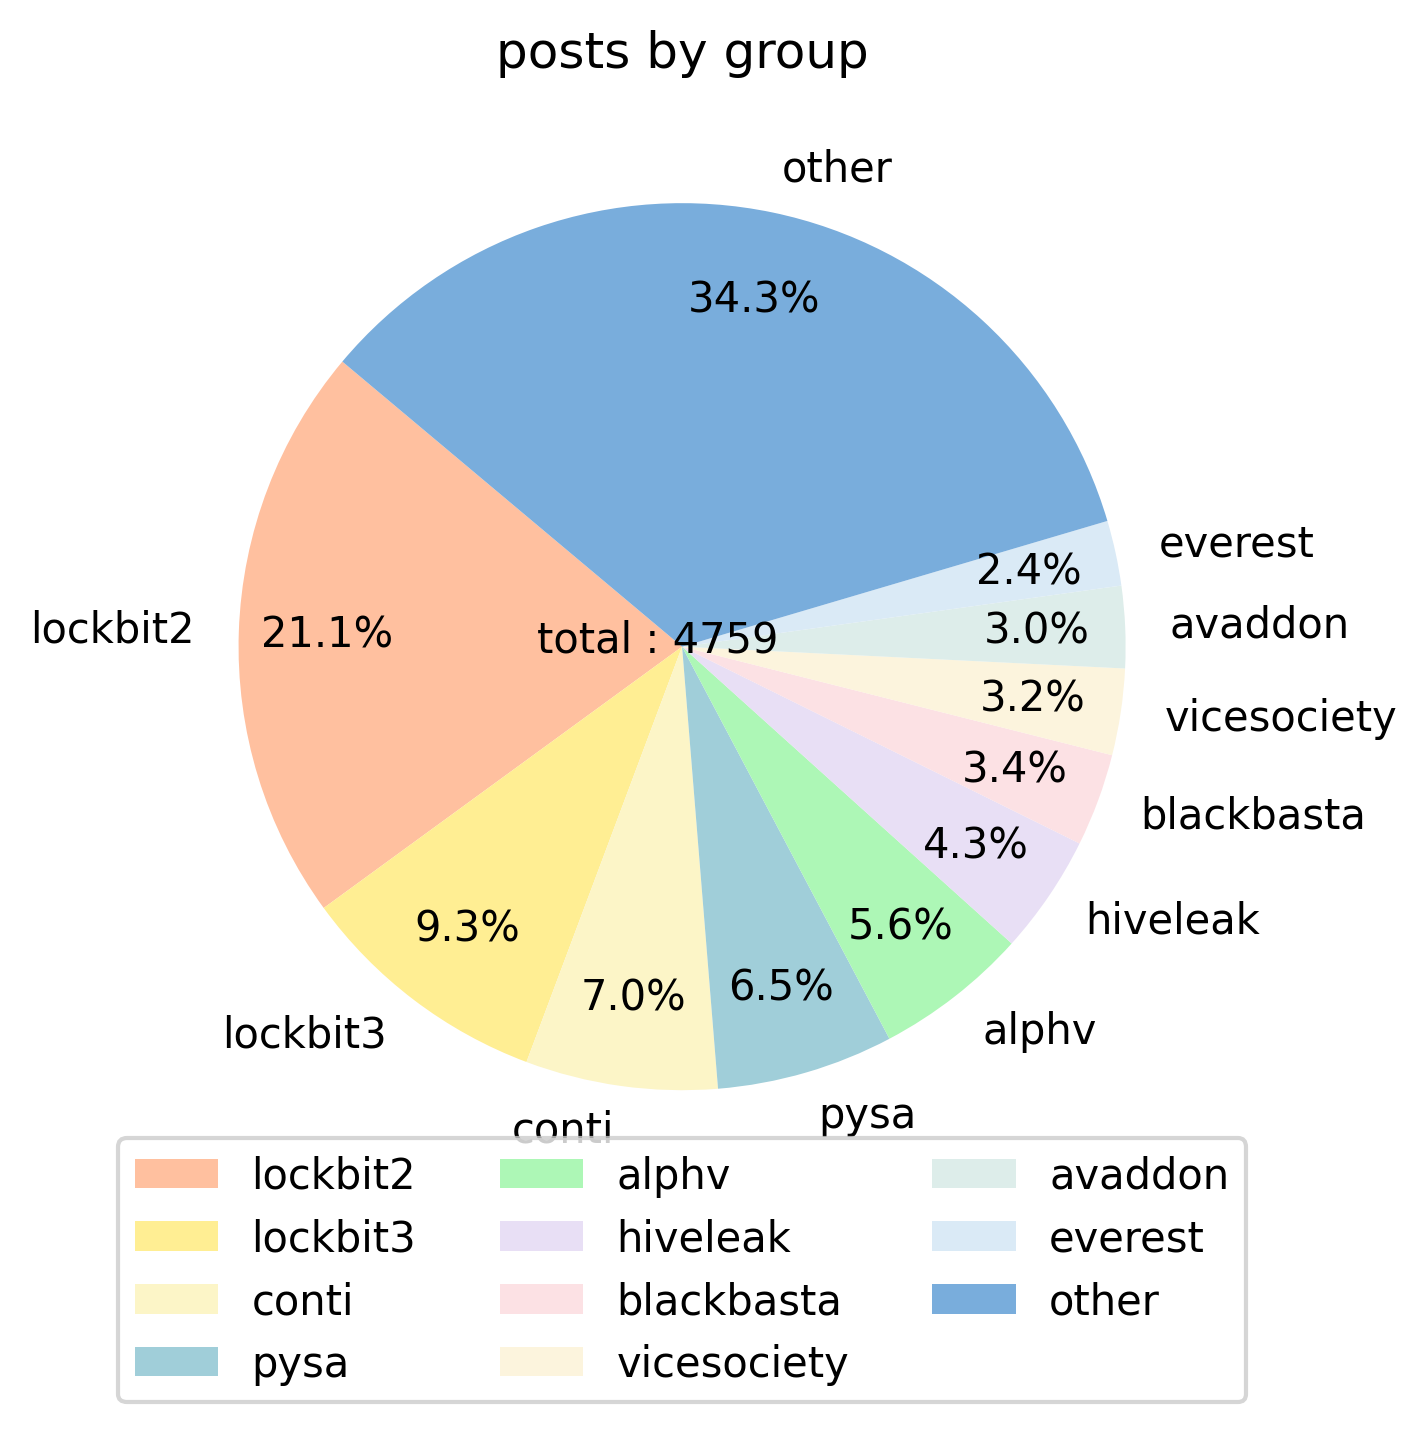 posts by group
other
34.3%
everest
2.4%
avaddon
3.0%
lockbit2
21.1%
total : 4759
vicesociety
3.2%
blackbasta
3.4%
hiveleak
4.3%
alphv
5.6%
lockbit3
9.3%
conti
7.0%
pysa
6.5%
lockbit2
lockbit3
conti
pysa
alphv
hiveleak
blackbasta
vicesociety
avaddon
everest
other